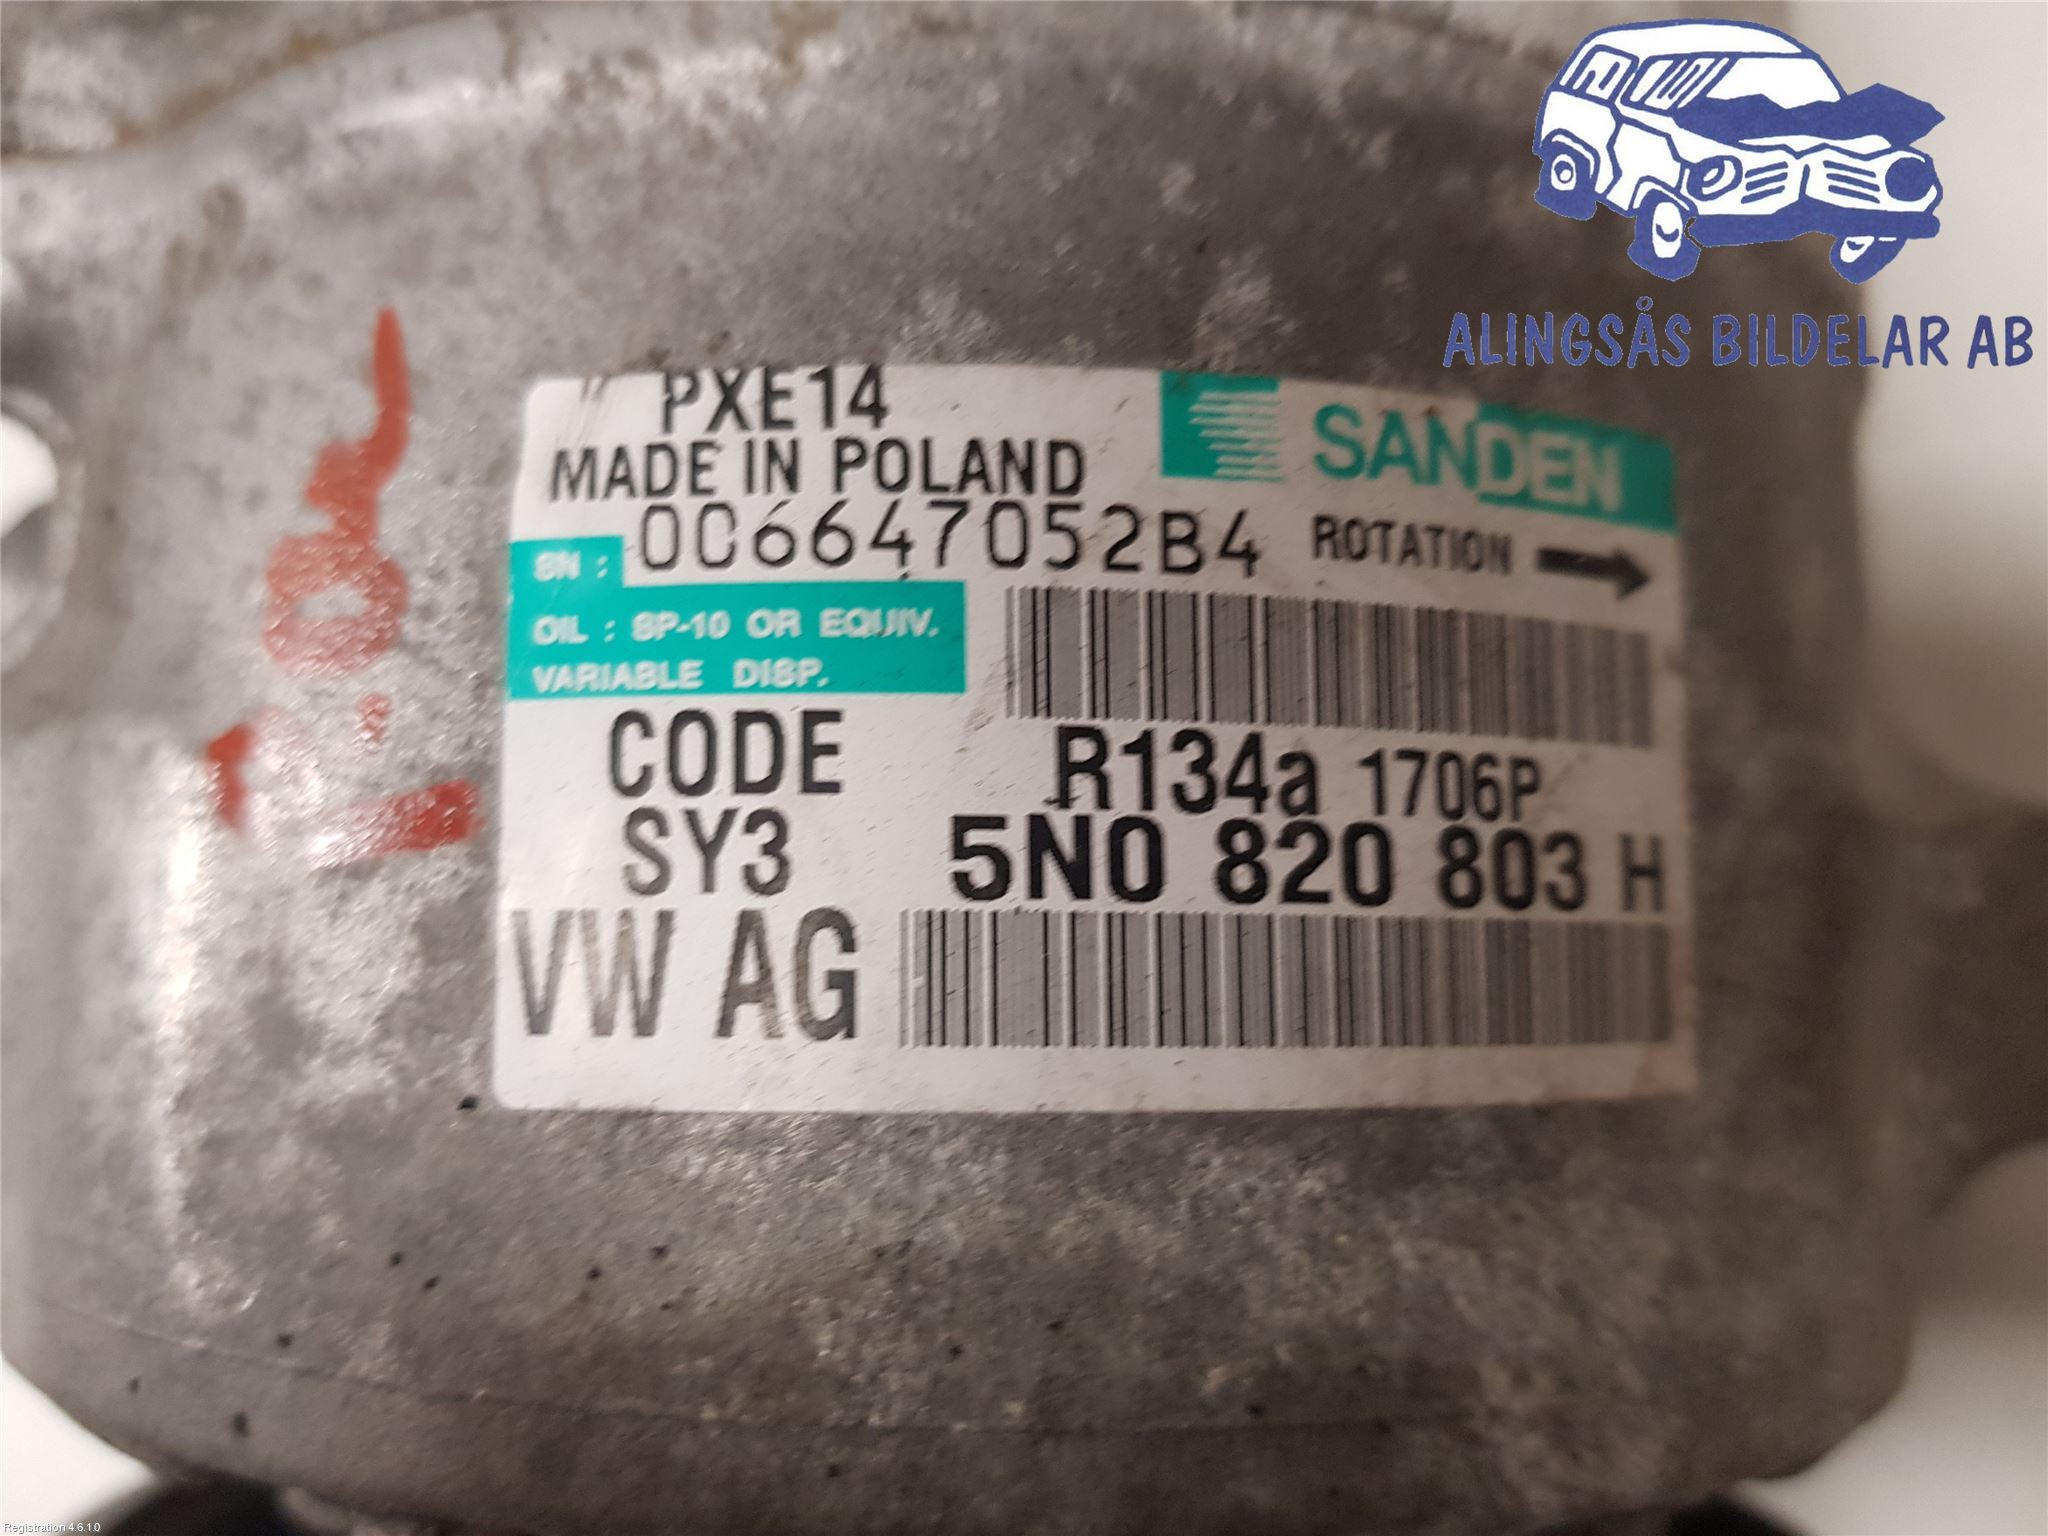 ALINGSÅS BILDELAR AB
PXE14
MADE IN POLAND
SANDEN
SN : 006647052B4
ROTATION
OIL : SP-10 OR EQUIV.
VARIABLE DISP.
CODE
R134a 1706P
SY3
5N0 820 803 H
VW AG
Registration 4.6.1.0